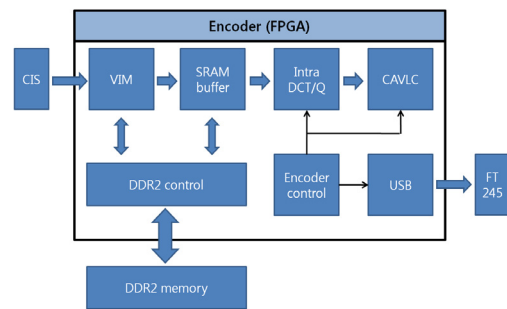 Encoder (FPGA)
CIS
VIM
SRAM
buffer
Intra
DCT/Q
CAVLC
DDR2 control
Encoder
control
USB
FT
245
DDR2 memory